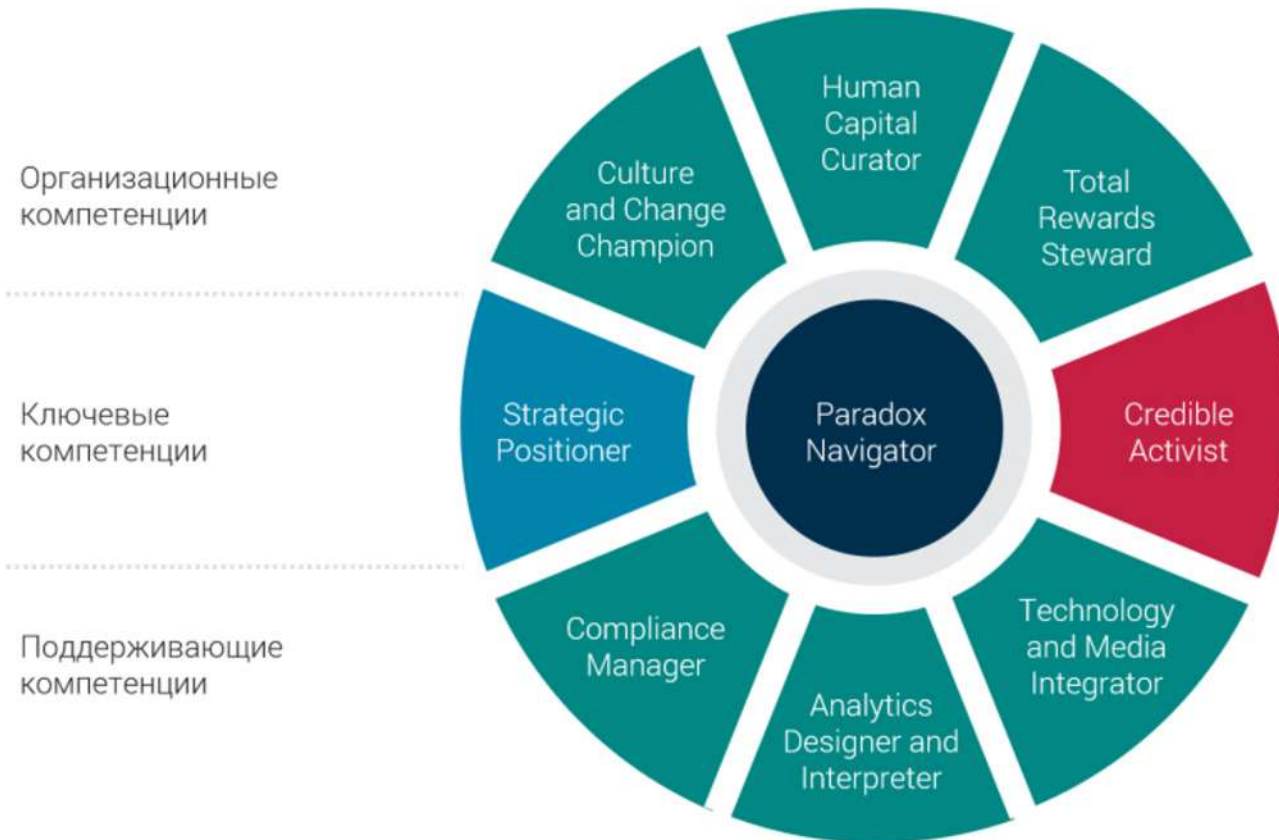 Организационные
компетенции
Culture
and Change
Champion
Human
Capital
Curator
Total
Rewards
Steward
Ключевые
компетенции
Strategic
Positioner
Paradox
Navigator
Credible
Activist
Поддерживающие
компетенции
Compliance
Manager
Analytics
Designer and
Interpreter
Technology
and Media
Integrator